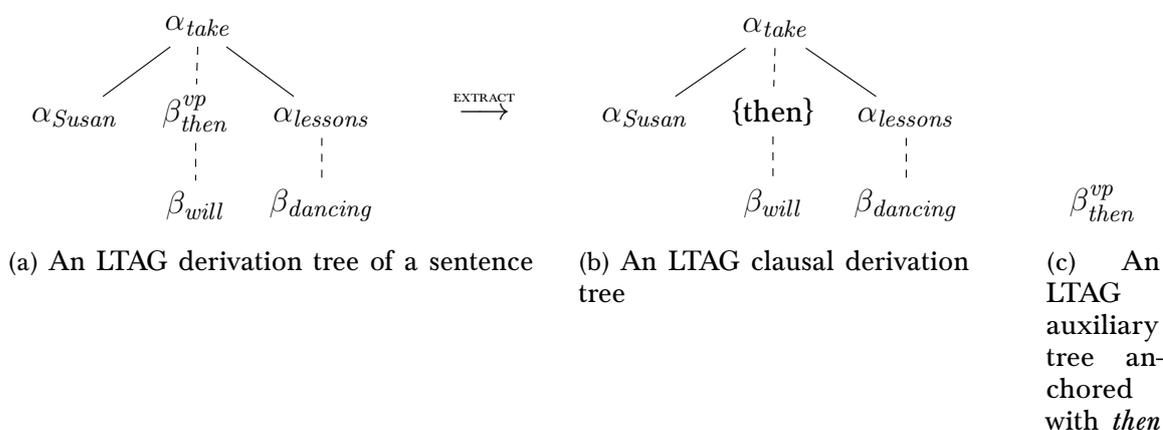 α_take α_take
α_Susan β^vp_then α_lessons EXTRACT ⟶ α_Susan {then} α_lessons
β_will β_dancing β_will β_dancing β^vp_then
(a) An LTAG derivation tree of a sentence
(b) An LTAG clausal derivation
tree
(c) An
LTAG
auxiliary
tree an-
chored
with then